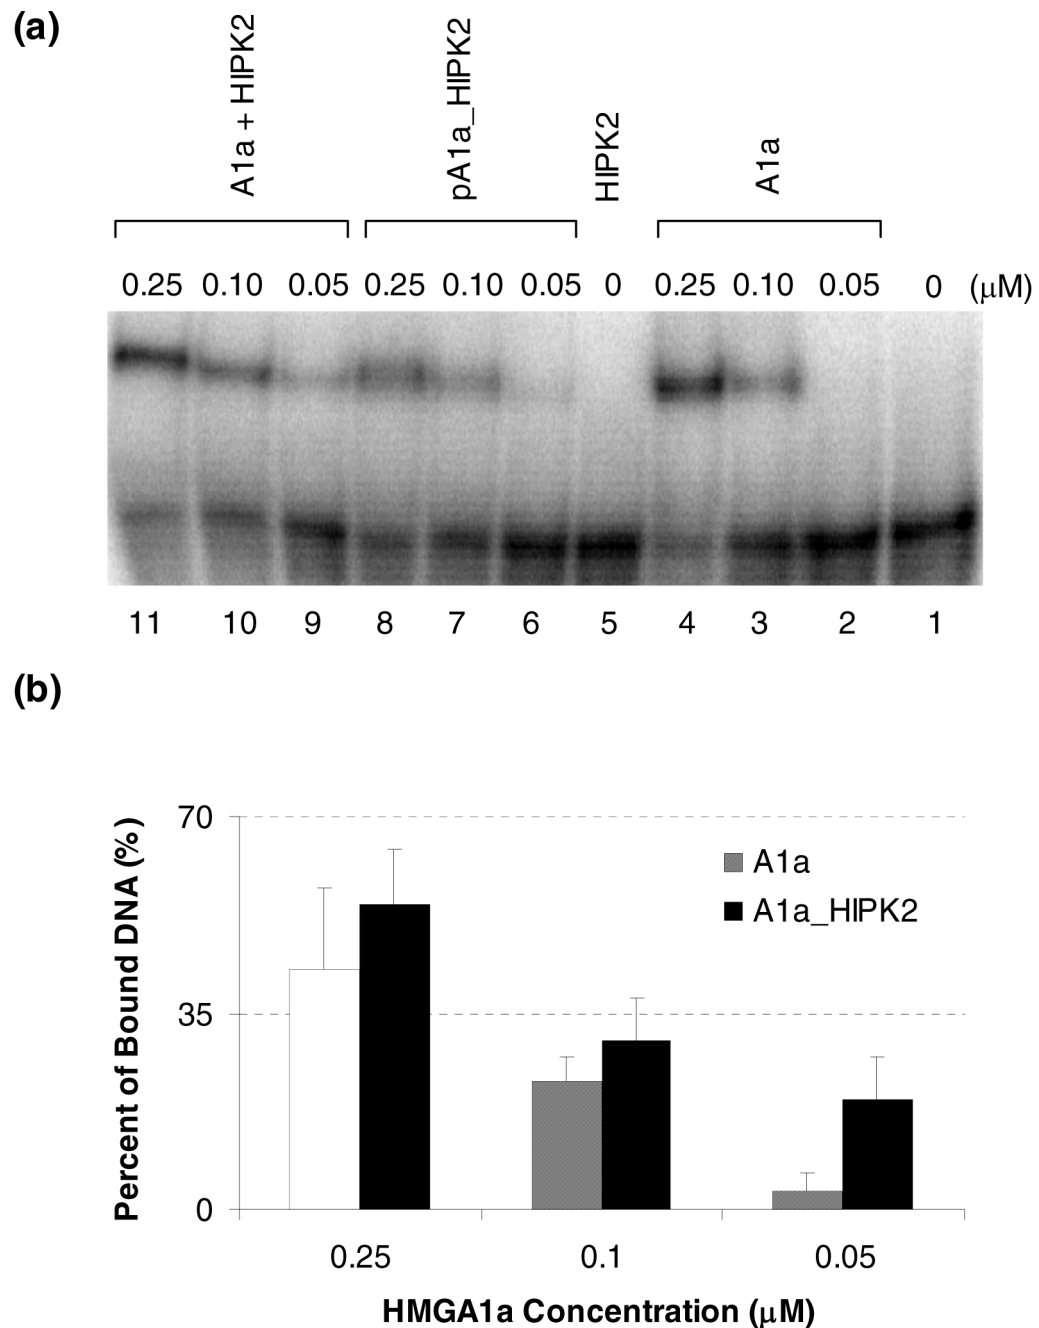 (a)
A1a + HIPK2
pA1a_HIPK2
HIPK2
A1a
0.25 0.10 0.05 0.25 0.10 0.05 0 0.25 0.10 0.05 0 (μM)
11 10 9 8 7 6 5 4 3 2 1
(b)
Percent of Bound DNA (%)
70
35
0
A1a
A1a_HIPK2
0.25 0.1 0.05
HMGA1a Concentration (μM)